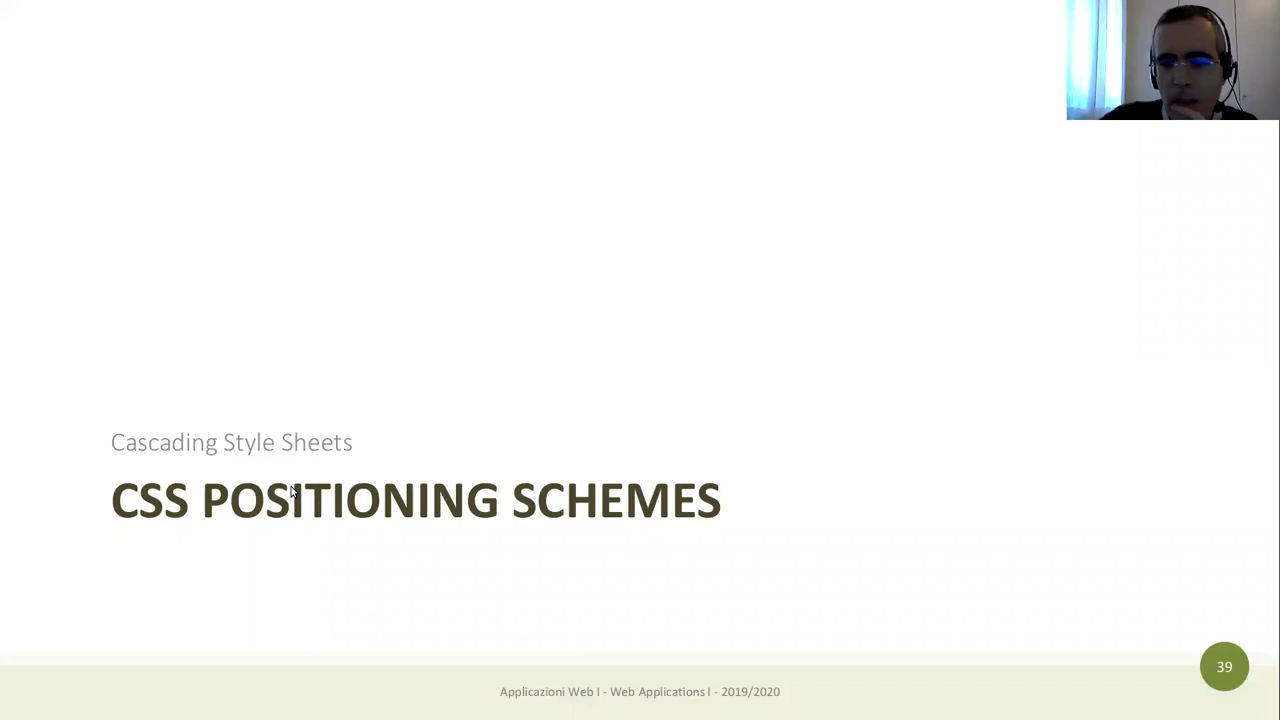 Cascading Style Sheets
CSS POSITIONING SCHEMES
39
Applicazioni Web I - Web Applications I - 2019/2020